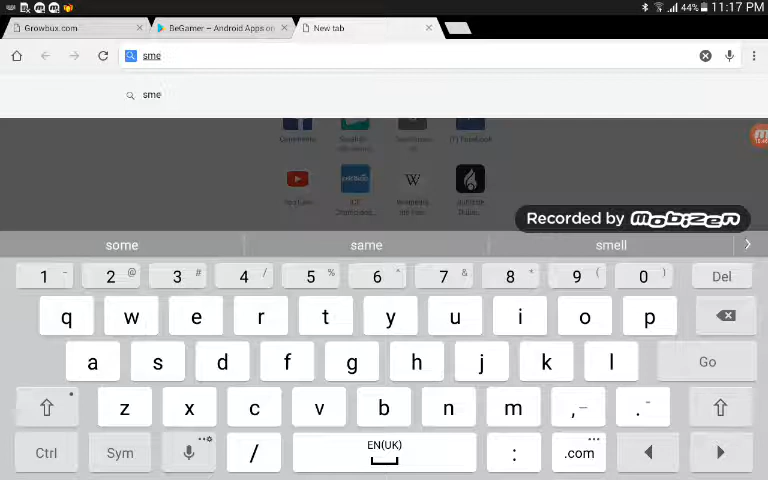 44% 11:17 PM
Growbux.com
BeGamer – Android Apps on
New tab
sme
sme
YouTube
Recorded by Mobizen
some same smell
1 - 2 @ 3 # 4 / 5 % 6 ^ 7 & 8 * 9 ( 0 ) Del
q w e r t y u i o p
a s d f g h j k l Go
z x c v b n m , - . -
Ctrl Sym / EN(UK) : .com